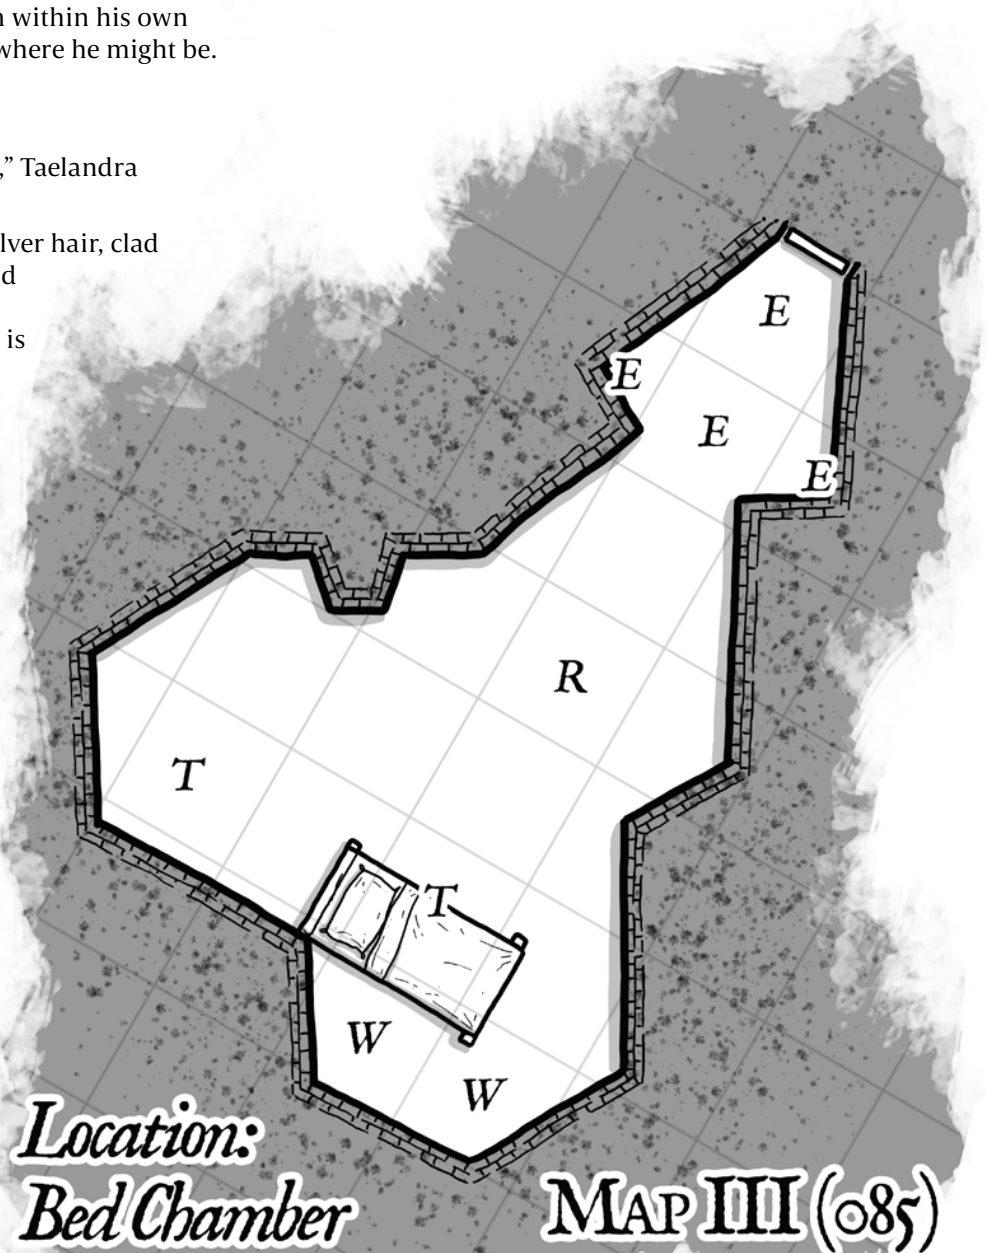 n within his own
where he might be.
,” Taelandra
lver hair, clad
d
is
E
E
E
E
R
T
T
W
W
Location:
Bed Chamber
MAP III (085)